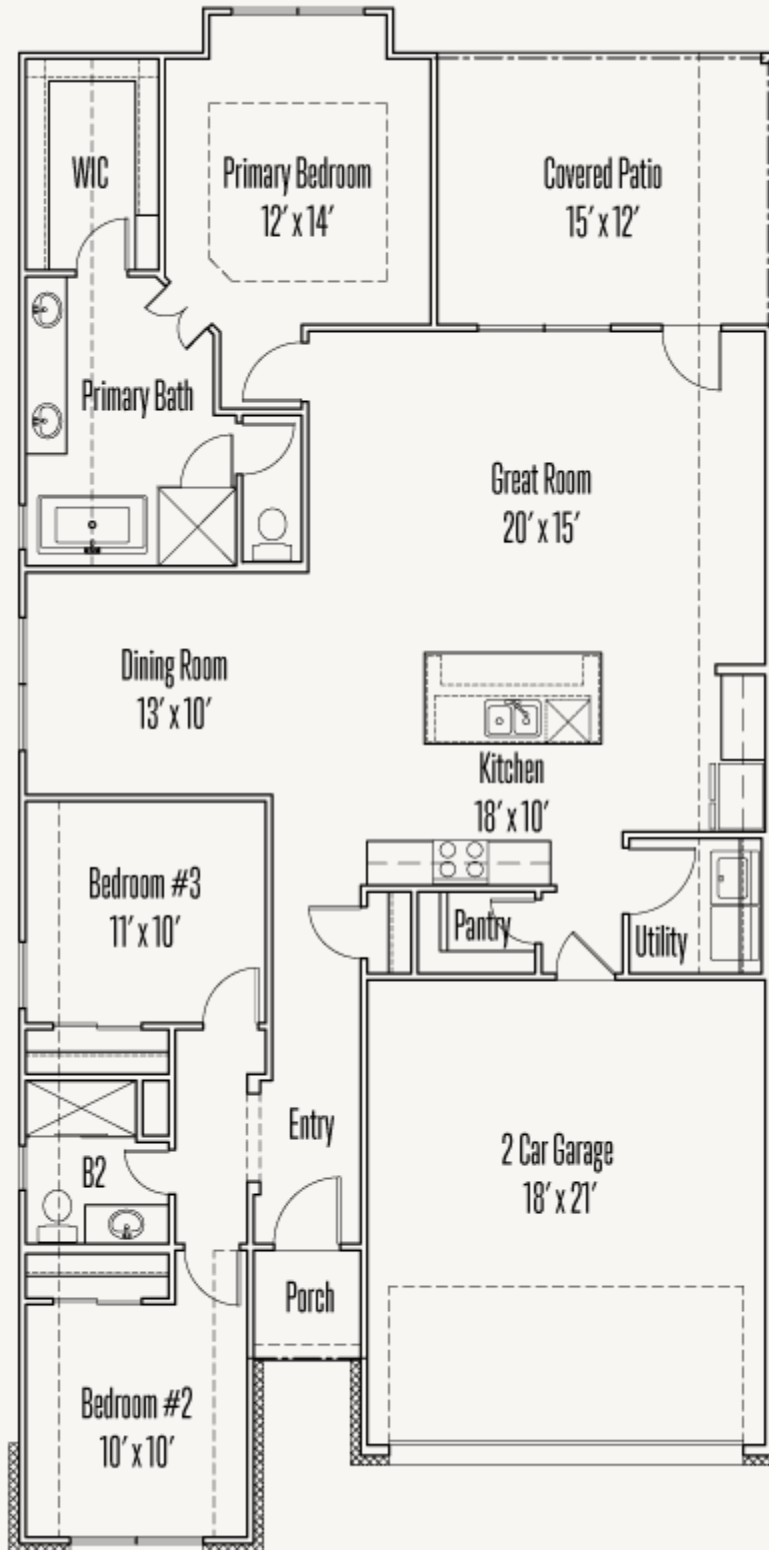 WIC
Primary Bedroom
12' x 14'
Covered Patio
15' x 12'
Primary Bath
Great Room
20' x 15'
Dining Room
13' x 10'
Kitchen
18' x 10'
Bedroom #3
11' x 10'
Pantry
Utility
Entry
B2
2 Car Garage
18' x 21'
Porch
Bedroom #2
10' x 10'